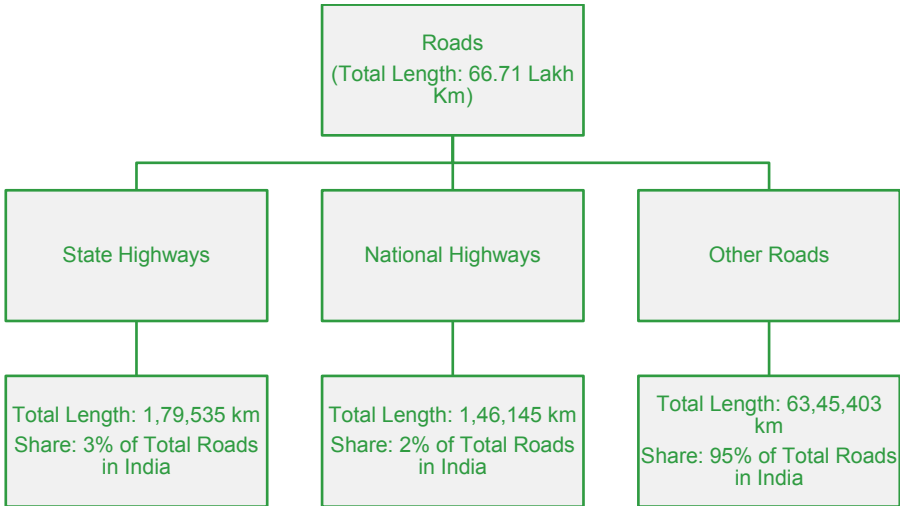 Roads
(Total Length: 66.71 Lakh
Km)
State Highways
National Highways
Other Roads
Total Length: 1,79,535 km
Share: 3% of Total Roads
in India
Total Length: 1,46,145 km
Share: 2% of Total Roads
in India
Total Length: 63,45,403
km
Share: 95% of Total Roads
in India